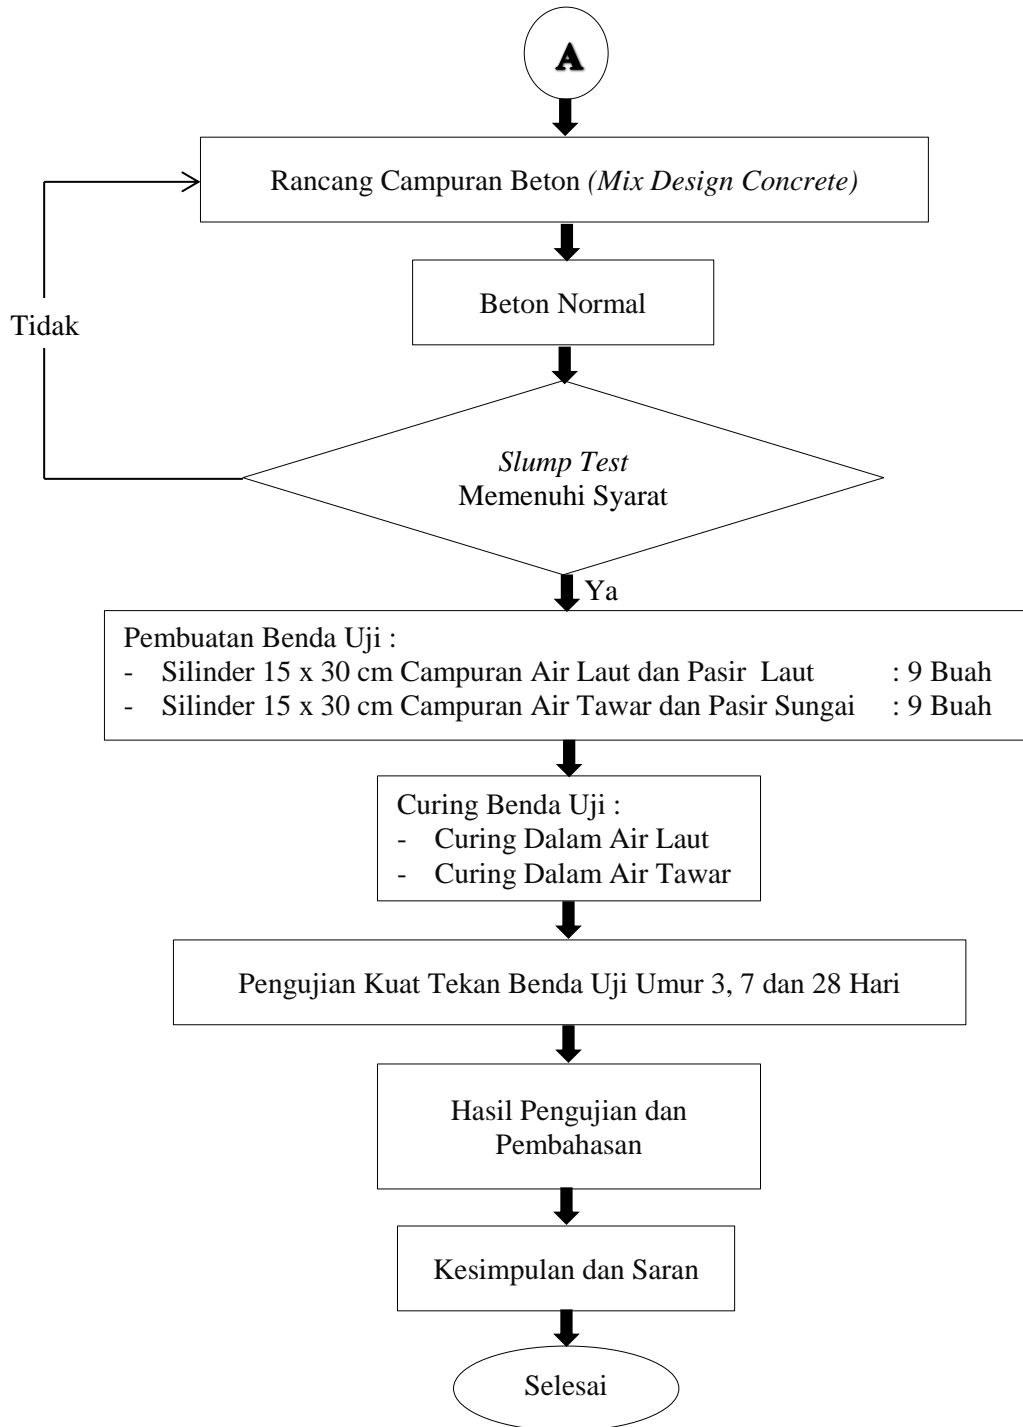 A
Rancang Campuran Beton (Mix Design Concrete)
Beton Normal
Tidak
Slump Test
Memenuhi Syarat
Ya
Pembuatan Benda Uji :
- Silinder 15 x 30 cm Campuran Air Laut dan Pasir Laut : 9 Buah
- Silinder 15 x 30 cm Campuran Air Tawar dan Pasir Sungai : 9 Buah
Curing Benda Uji :
- Curing Dalam Air Laut
- Curing Dalam Air Tawar
Pengujian Kuat Tekan Benda Uji Umur 3, 7 dan 28 Hari
Hasil Pengujian dan
Pembahasan
Kesimpulan dan Saran
Selesai